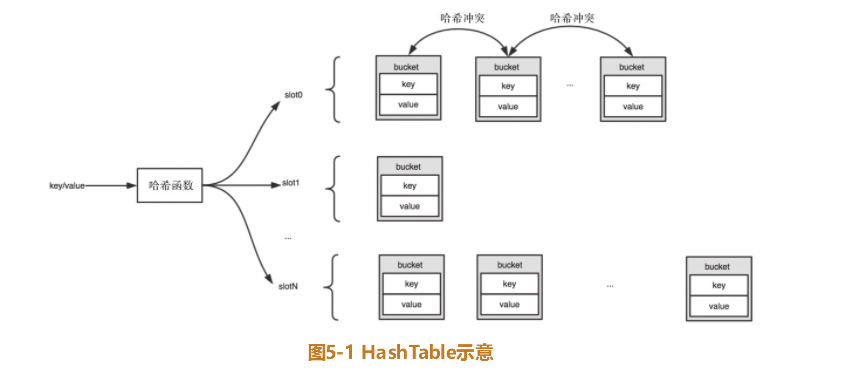 哈希冲突
哈希冲突
bucket
key
value
bucket
key
value
...
bucket
key
value
slot0
key/value
哈希函数
slot1
bucket
key
value
...
slotN
bucket
key
value
bucket
key
value
...
bucket
key
value
图5-1 HashTable示意